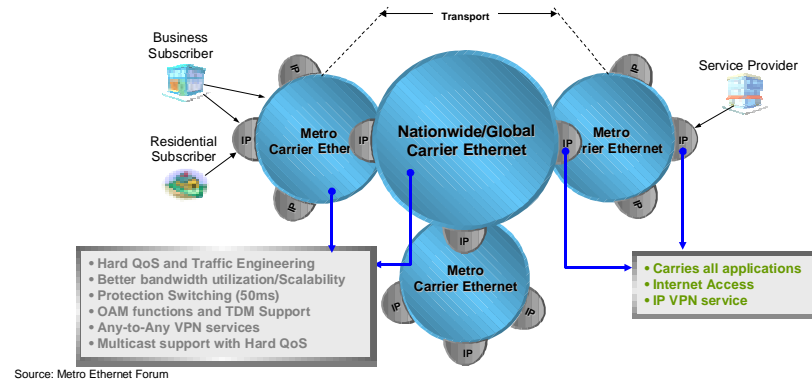 Transport
Business
Subscriber
Service Provider
Residential
Subscriber
IP
IP
IP
IP
IP
IP
IP
IP
IP
IP
IP
IP
Metro
Carrier Ether
Nationwide/Global
Carrier Ethernet
Metro
rrier Ethernet
Metro
Carrier Ethernet
• Hard QoS and Traffic Engineering
• Better bandwidth utilization/Scalability
• Protection Switching (50ms)
• OAM functions and TDM Support
• Any-to-Any VPN services
• Multicast support with Hard QoS
• Carries all applications
• Internet Access
• IP VPN service
Source: Metro Ethernet Forum